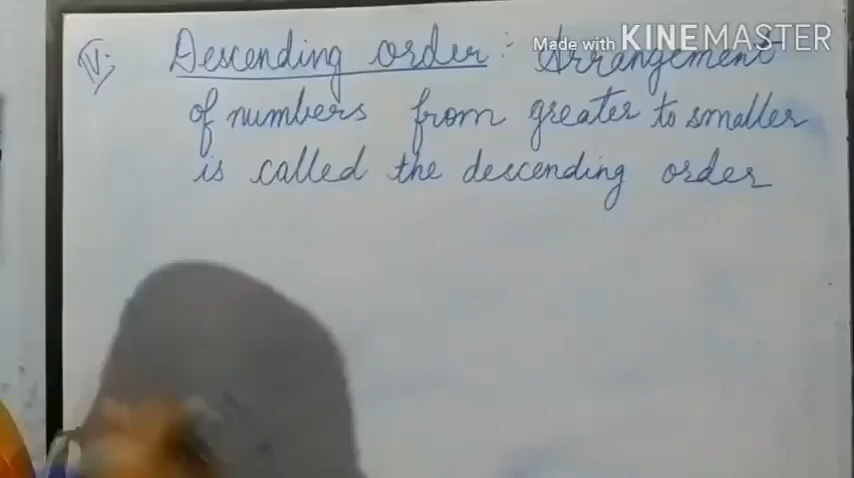 IV:
Descending order: Arrangement
of numbers from greater to smaller
is called the descending order
Made with KINEMASTER